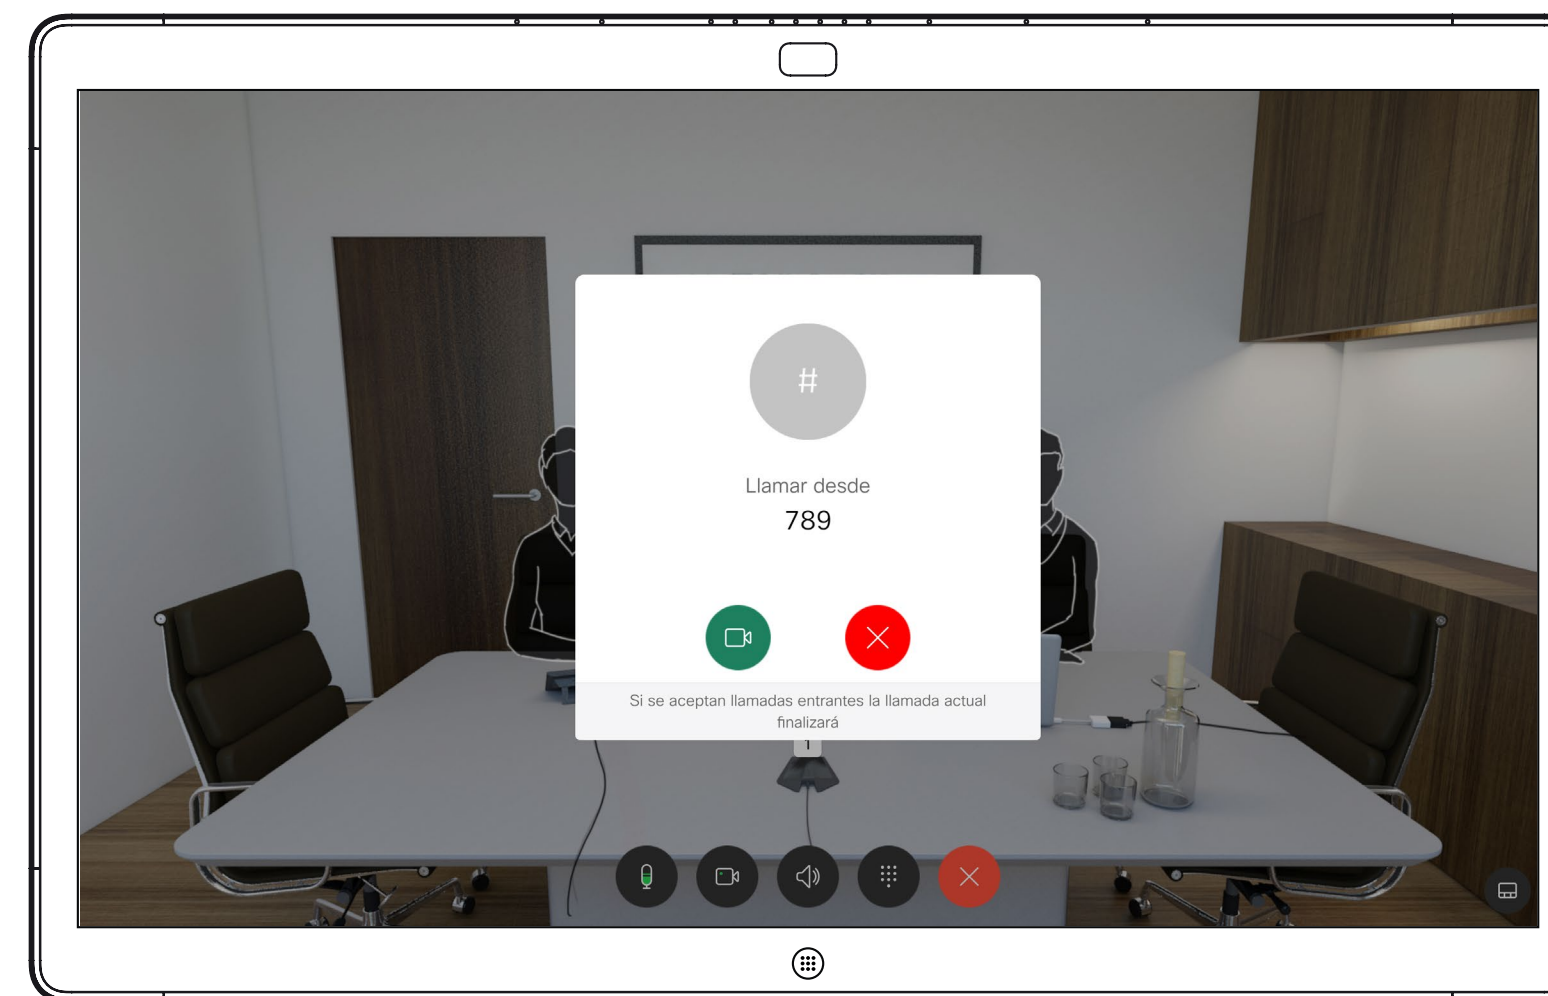 #
Llamar desde
789
Si se aceptan llamadas entrantes la llamada actual
finalizará
1